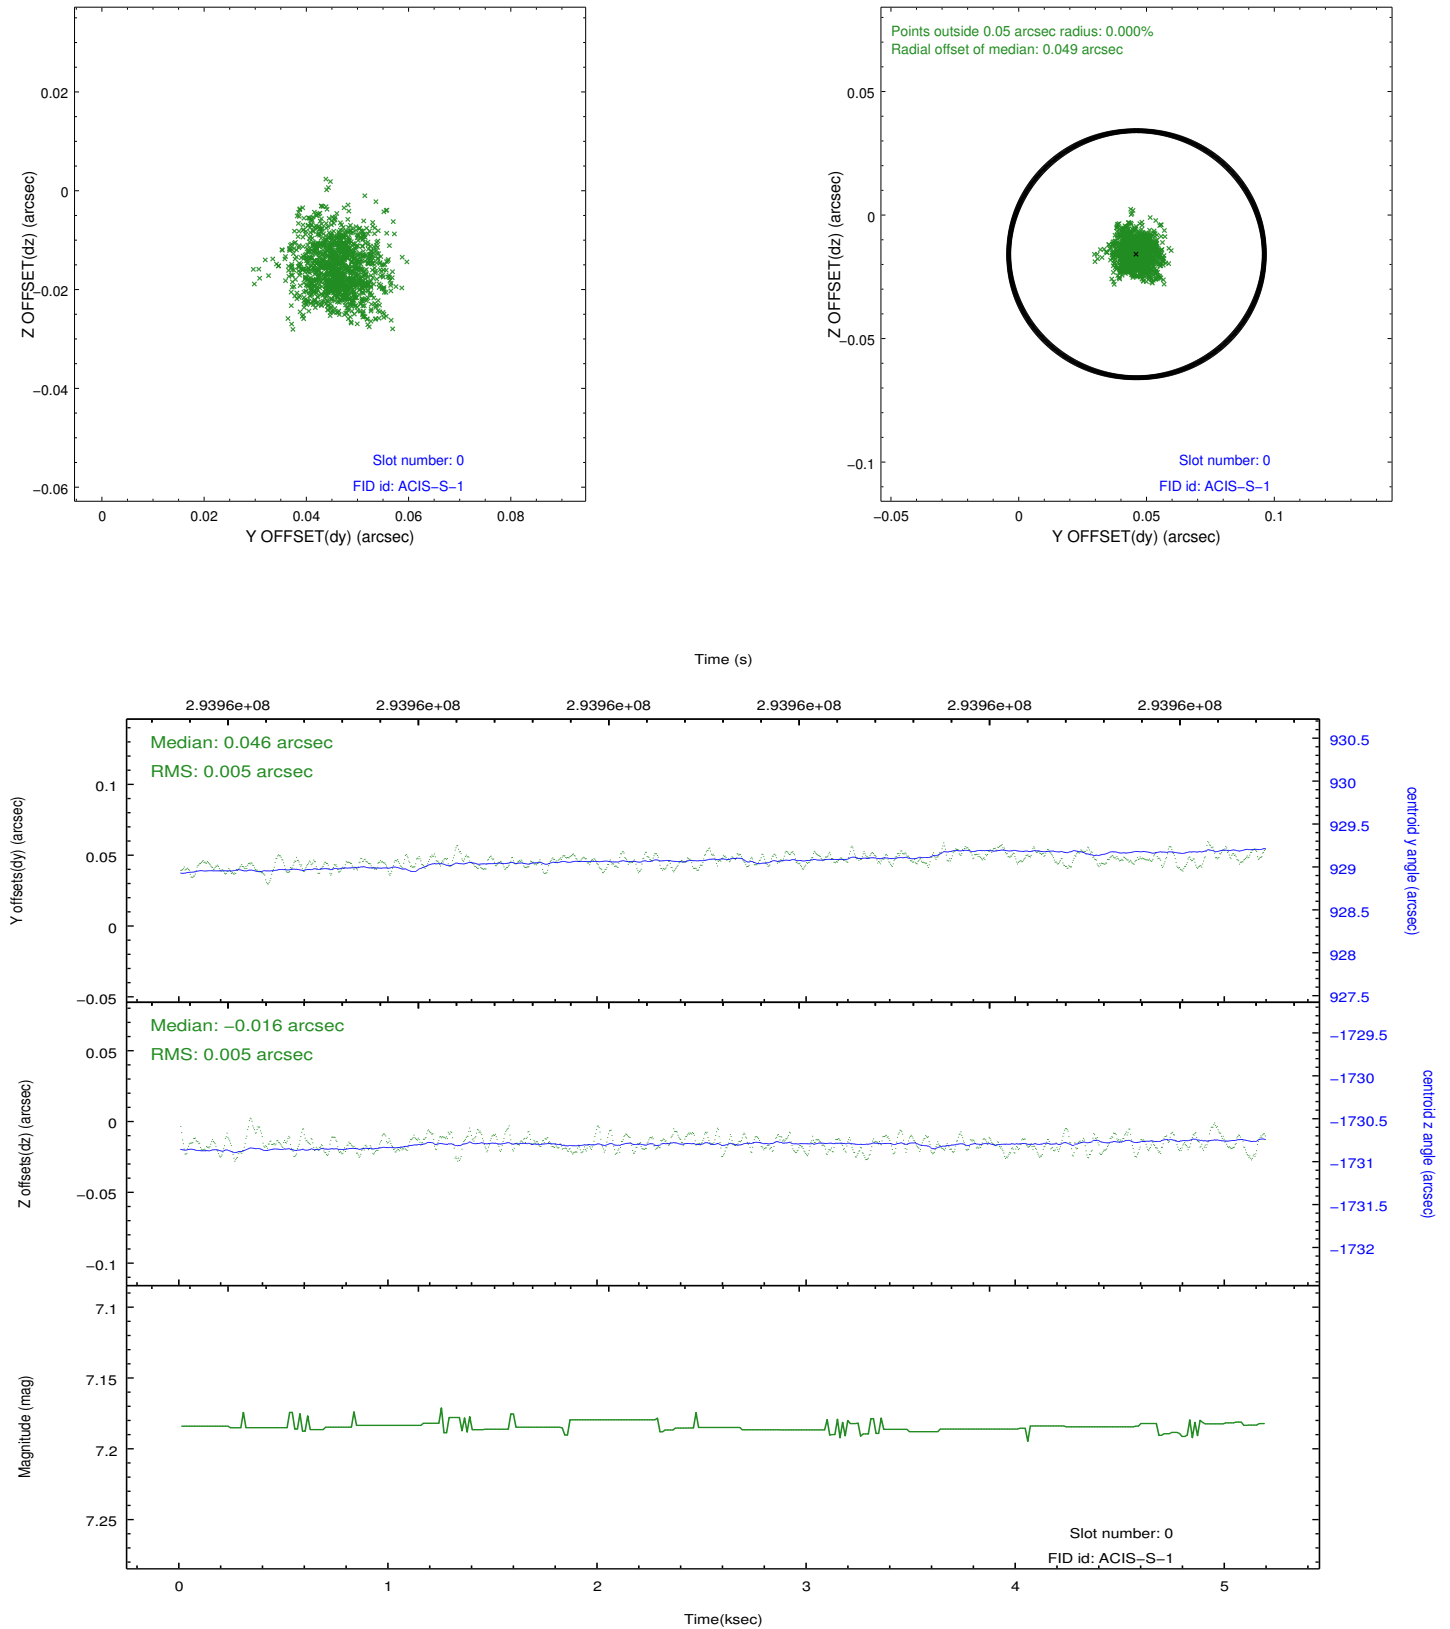 0.02
0
−0.02
−0.04
−0.06
Z OFFSET(dz) (arcsec)
Slot number: 0
FID id: ACIS−S−1
0
0.02
0.04
0.06
0.08
Y OFFSET(dy) (arcsec)
Points outside 0.05 arcsec radius: 0.000%
Radial offset of median: 0.049 arcsec
0.05
0
−0.05
−0.1
Z OFFSET(dz) (arcsec)
Slot number: 0
FID id: ACIS−S−1
−0.05
0
0.05
0.1
Y OFFSET(dy) (arcsec)
Time (s)
2.9396e+08
2.9396e+08
2.9396e+08
2.9396e+08
2.9396e+08
2.9396e+08
Median: 0.046 arcsec
RMS: 0.005 arcsec
0.1
0.05
0
−0.05
Y offsets(dy) (arcsec)
930.5
930
929.5
929
928.5
928
927.5
centroid y angle (arcsec)
Median: −0.016 arcsec
RMS: 0.005 arcsec
0.05
0
−0.05
−0.1
Z offsets(dz) (arcsec)
−1729.5
−1730
−1730.5
−1731
−1731.5
−1732
centroid z angle (arcsec)
7.1
7.15
7.2
7.25
Magnitude (mag)
Slot number: 0
FID id: ACIS−S−1
0
1
2
3
4
5
Time(ksec)